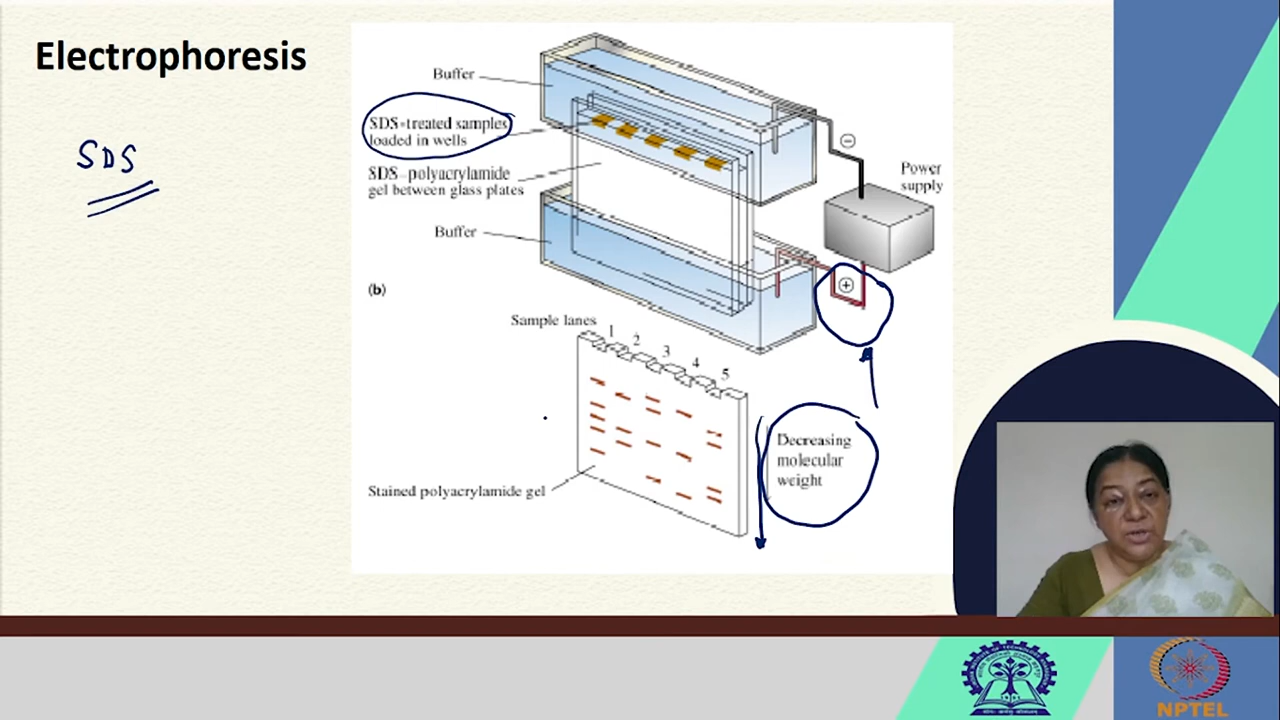 Electrophoresis
SDS
Buffer
SDS-treated samples
loaded in wells
SDS-polyacrylamide
gel between glass plates
Buffer
−
Power
supply
+
(b)
Sample lanes
1
2
3
4
5
Decreasing
molecular
weight
Stained polyacrylamide gel
NPTEL